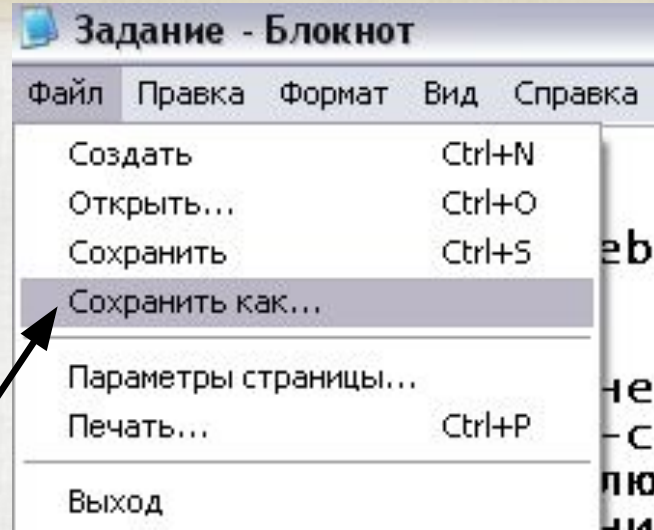 Задание - Блокнот
Файл Правка Формат Вид Справка
Создать Ctrl+N
Открыть... Ctrl+O
Сохранить Ctrl+S
Сохранить как...
Параметры страницы...
Печать... Ctrl+P
Выход